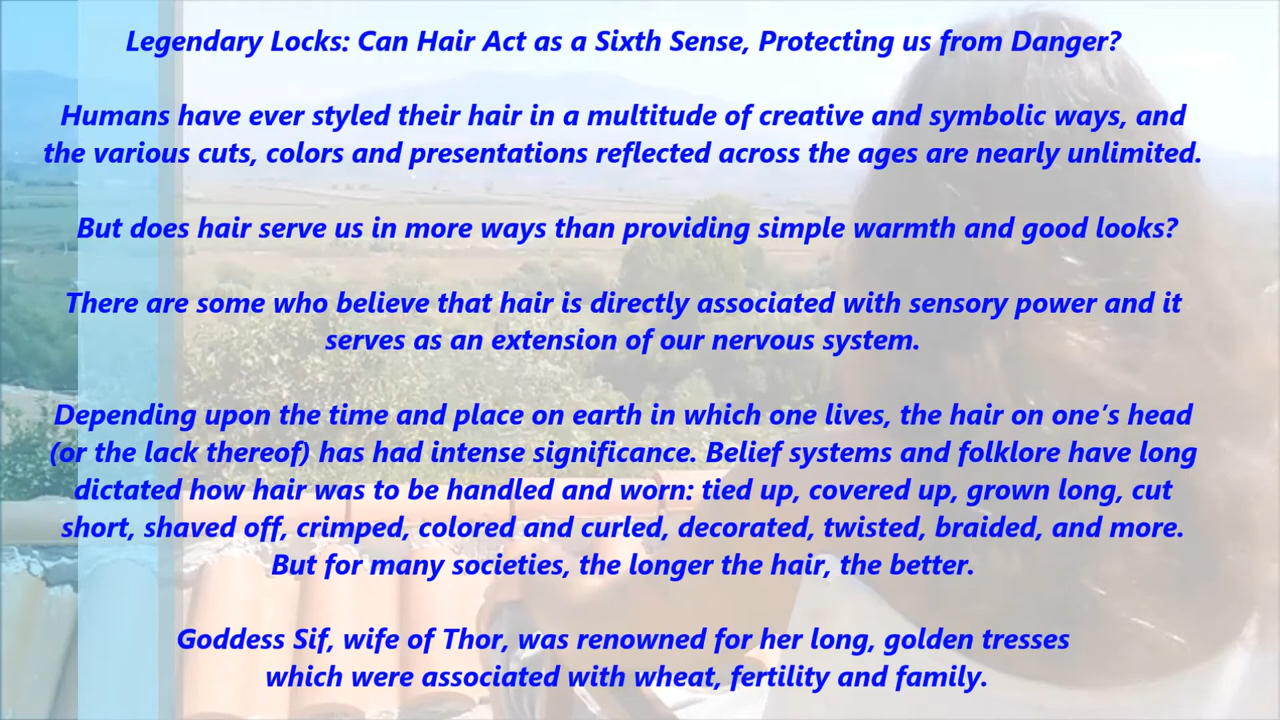 Legendary Locks: Can Hair Act as a Sixth Sense, Protecting us from Danger?
Humans have ever styled their hair in a multitude of creative and symbolic ways, and
the various cuts, colors and presentations reflected across the ages are nearly unlimited.
But does hair serve us in more ways than providing simple warmth and good looks?
There are some who believe that hair is directly associated with sensory power and it
serves as an extension of our nervous system.
Depending upon the time and place on earth in which one lives, the hair on one’s head
(or the lack thereof) has had intense significance. Belief systems and folklore have long
dictated how hair was to be handled and worn: tied up, covered up, grown long, cut
short, shaved off, crimped, colored and curled, decorated, twisted, braided, and more.
But for many societies, the longer the hair, the better.
Goddess Sif, wife of Thor, was renowned for her long, golden tresses
which were associated with wheat, fertility and family.